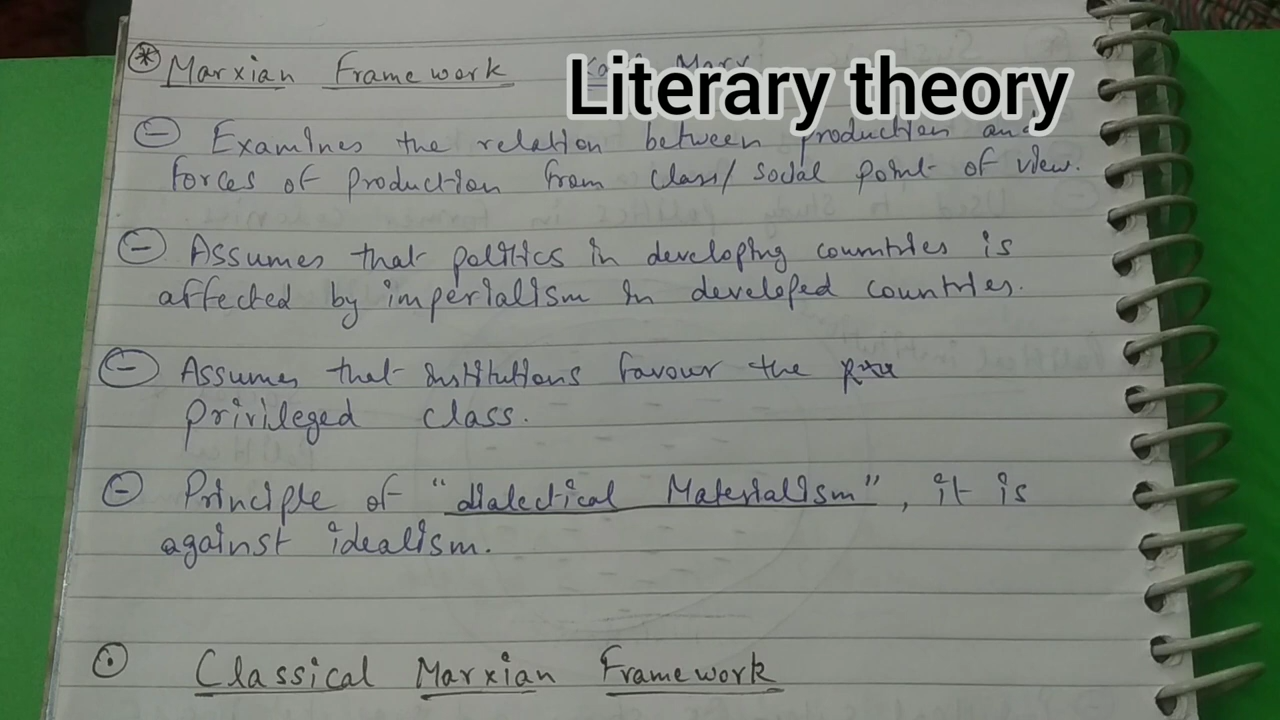 Literary theory
* Marxian Framework Karl Marx
- Examines the relation between production and
forces of production from class/ social point of view.
- Assumes that politics in developing countries is
affected by imperialism in developed countries.
- Assumes that institutions favour the
privileged class.
- Principle of "dialectical Materialism", it is
against idealism.
Classical Marxian Framework